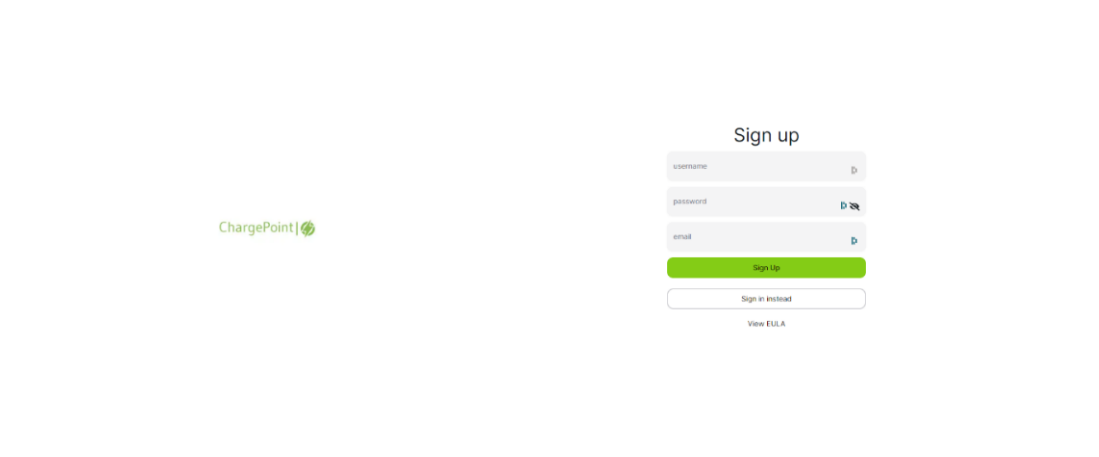 Sign up
username
password
ChargePoint|
email
Sign Up
Sign in instead
View EULA